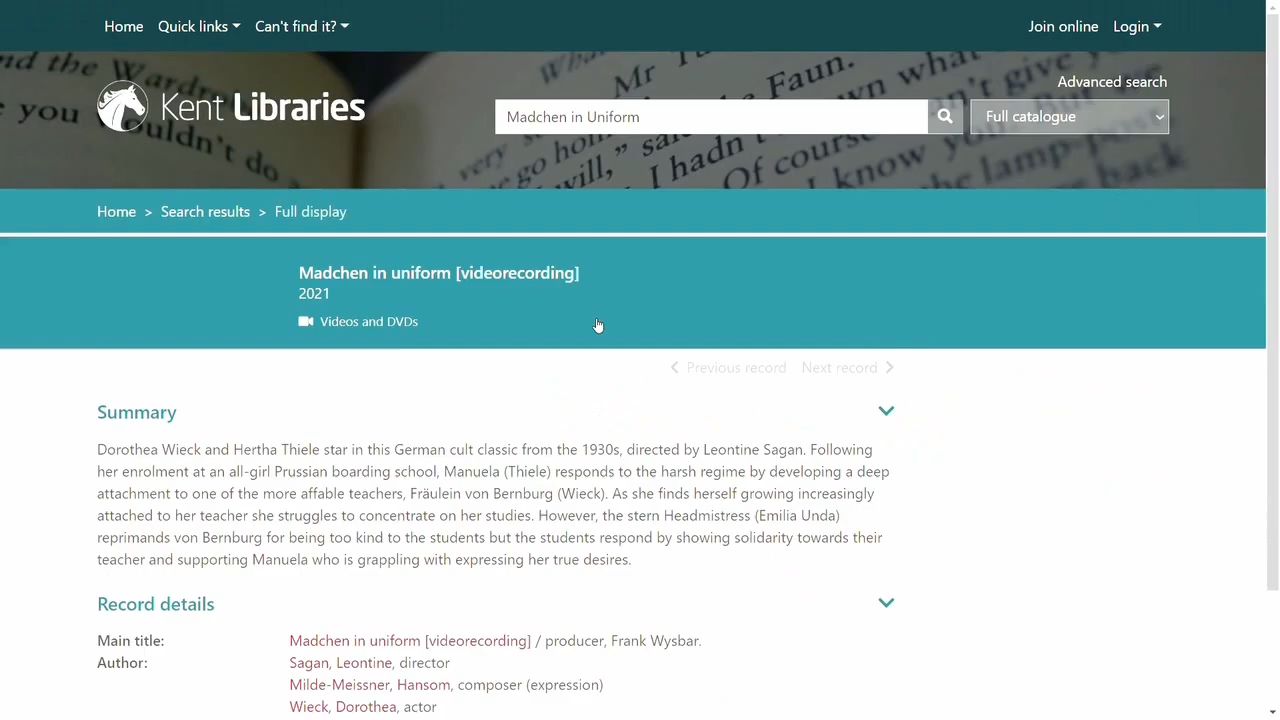 Home Quick links Can't find it? Join online Login
Advanced search
Kent Libraries
Madchen in Uniform Full catalogue
Home > Search results > Full display
Madchen in uniform [videorecording]
2021
Videos and DVDs
Previous record Next record
Summary
Dorothea Wieck and Hertha Thiele star in this German cult classic from the 1930s, directed by Leontine Sagan. Following
her enrolment at an all-girl Prussian boarding school, Manuela (Thiele) responds to the harsh regime by developing a deep
attachment to one of the more affable teachers, Fräulein von Bernburg (Wieck). As she finds herself growing increasingly
attached to her teacher she struggles to concentrate on her studies. However, the stern Headmistress (Emilia Unda)
reprimands von Bernburg for being too kind to the students but the students respond by showing solidarity towards their
teacher and supporting Manuela who is grappling with expressing her true desires.
Record details
Main title: Madchen in uniform [videorecording] / producer, Frank Wysbar.
Author: Sagan, Leontine, director
Milde-Meissner, Hansom, composer (expression)
Wieck, Dorothea, actor